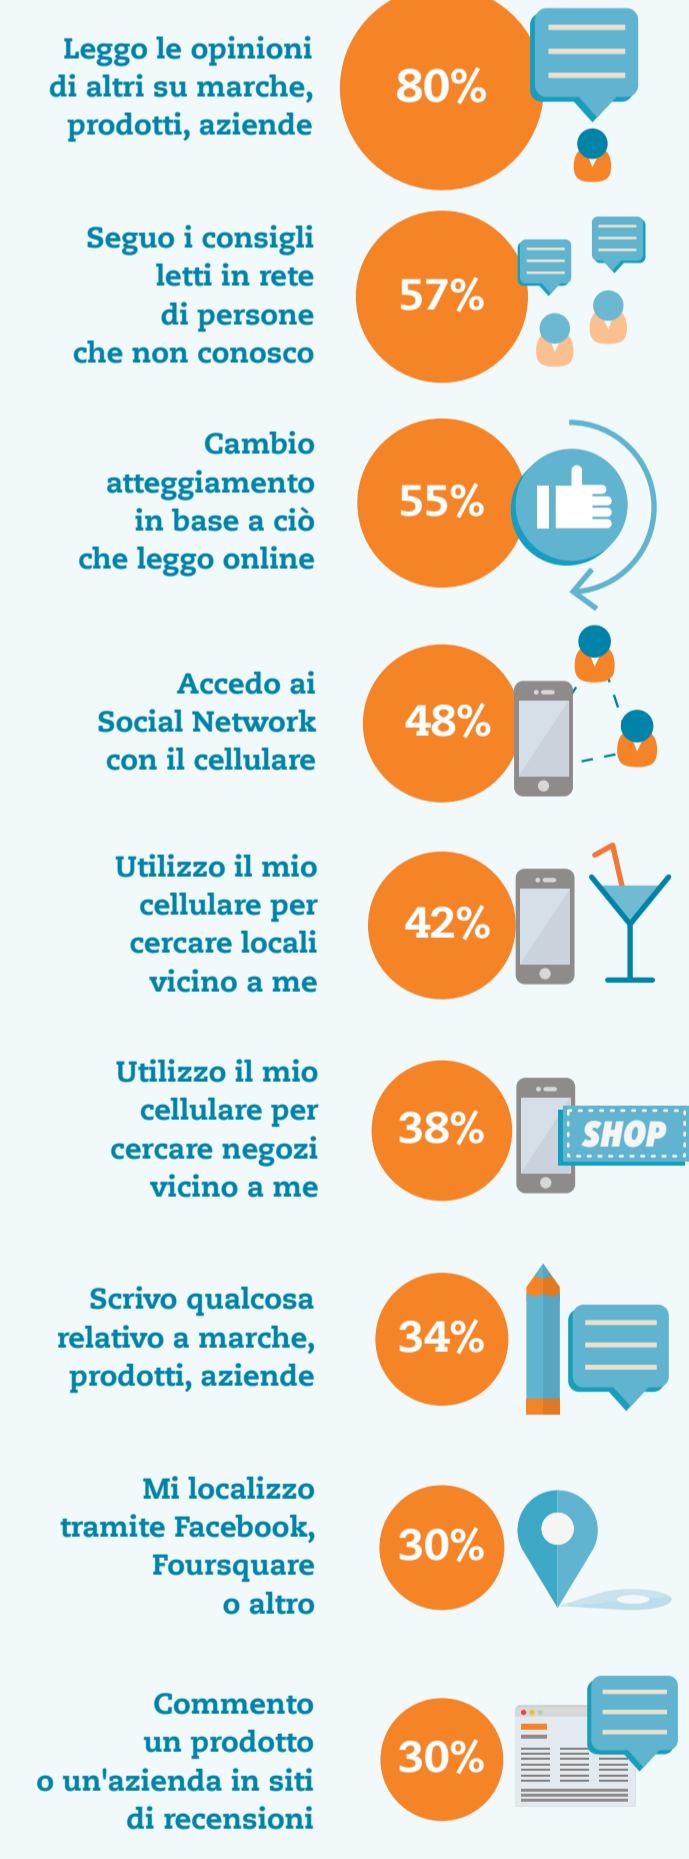 Leggo le opinioni
di altri su marche,
prodotti, aziende
80%
Seguo i consigli
letti in rete
di persone
che non conosco
57%
Cambio
atteggiamento
in base a ciò
che leggo online
55%
Accedo ai
Social Network
con il cellulare
48%
Utilizzo il mio
cellulare per
cercare locali
vicino a me
42%
Utilizzo il mio
cellulare per
cercare negozi
vicino a me
38%
SHOP
Scrivo qualcosa
relativo a marche,
prodotti, aziende
34%
Mi localizzo
tramite Facebook,
Foursquare
o altro
30%
Commento
un prodotto
o un'azienda in siti
di recensioni
30%